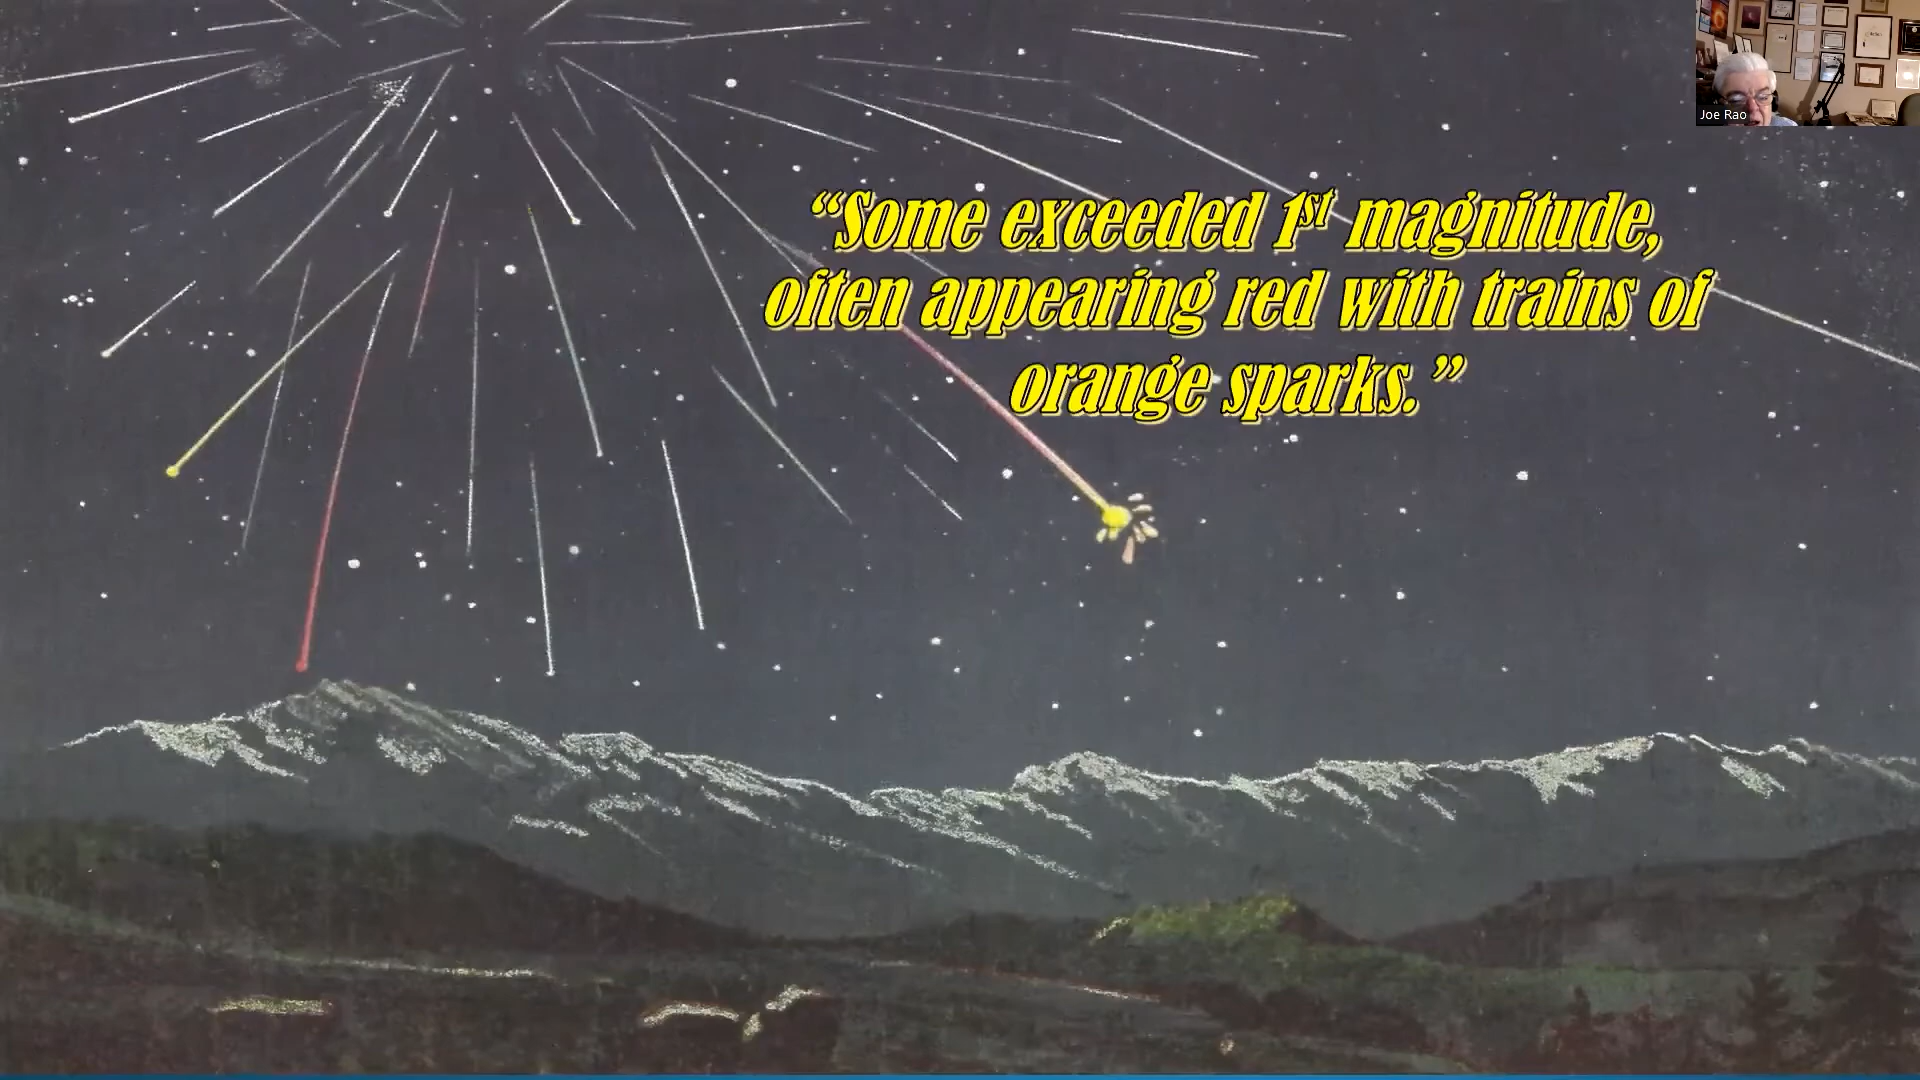 Joe Rao
“Some exceeded 1st magnitude,
often appearing red with trains of
orange sparks.”